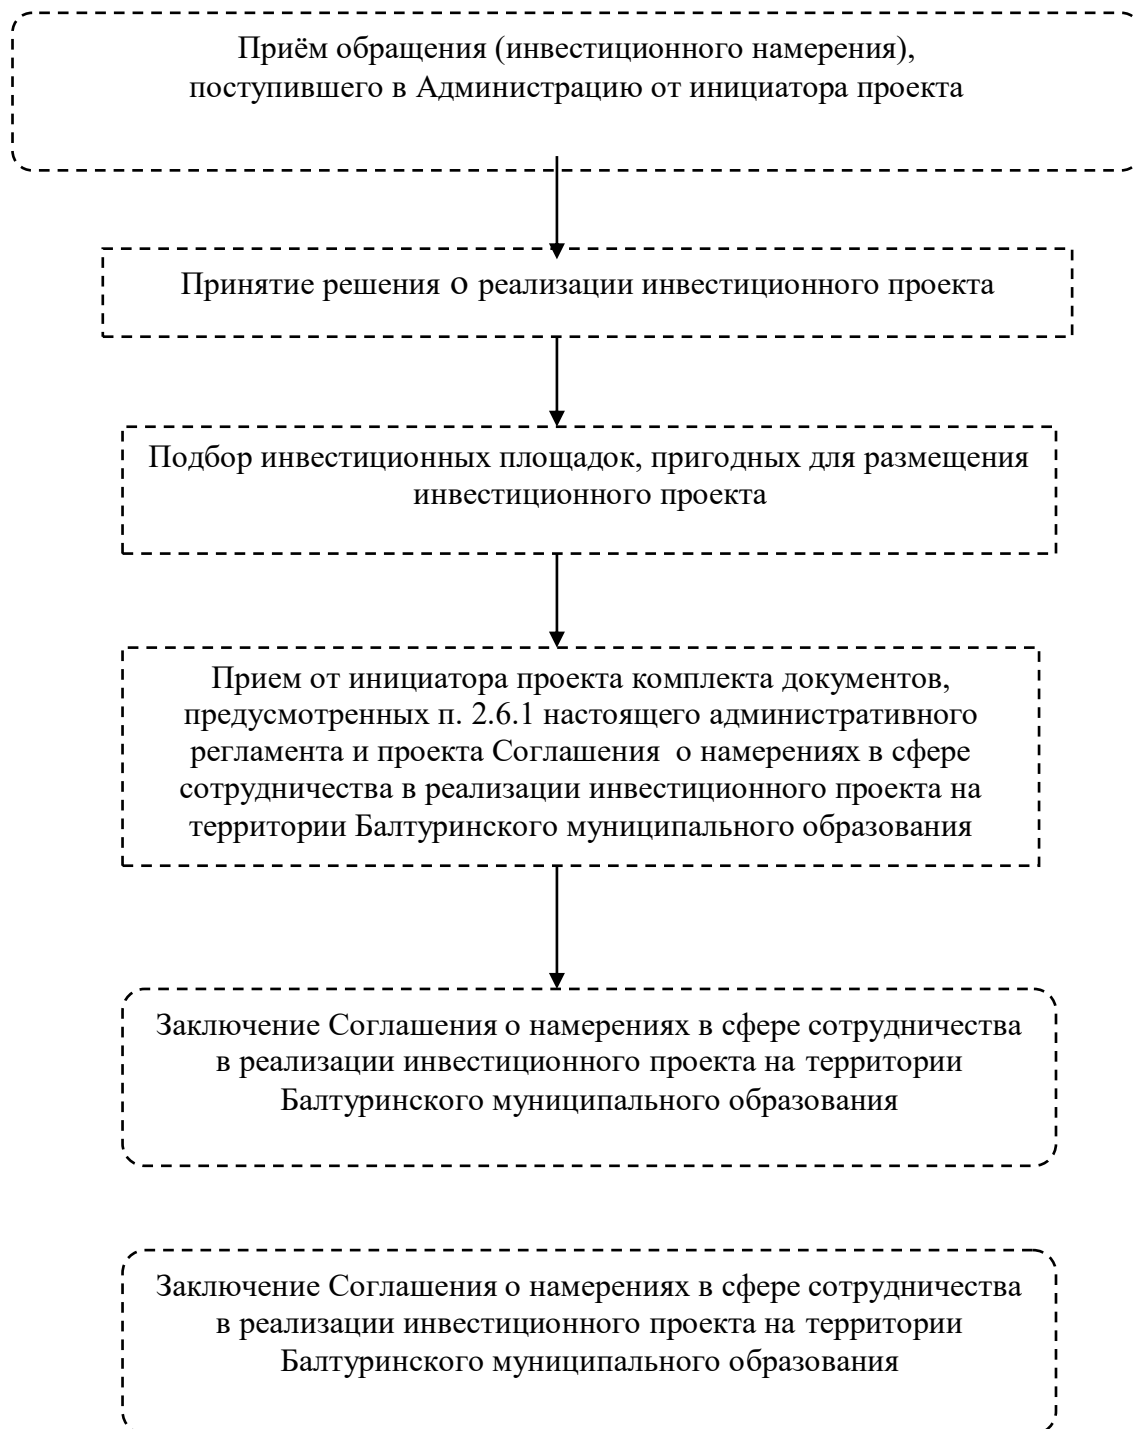 Приём обращения (инвестиционного намерения),
поступившего в Администрацию от инициатора проекта
Принятие решения о реализации инвестиционного проекта
Подбор инвестиционных площадок, пригодных для размещения
инвестиционного проекта
Прием от инициатора проекта комплекта документов,
предусмотренных п. 2.6.1 настоящего административного
регламента и проекта Соглашения  о намерениях в сфере
сотрудничества в реализации инвестиционного проекта на
территории Балтуринского муниципального образования
Заключение Соглашения о намерениях в сфере сотрудничества
в реализации инвестиционного проекта на территории
Балтуринского муниципального образования
Заключение Соглашения о намерениях в сфере сотрудничества
в реализации инвестиционного проекта на территории
Балтуринского муниципального образования